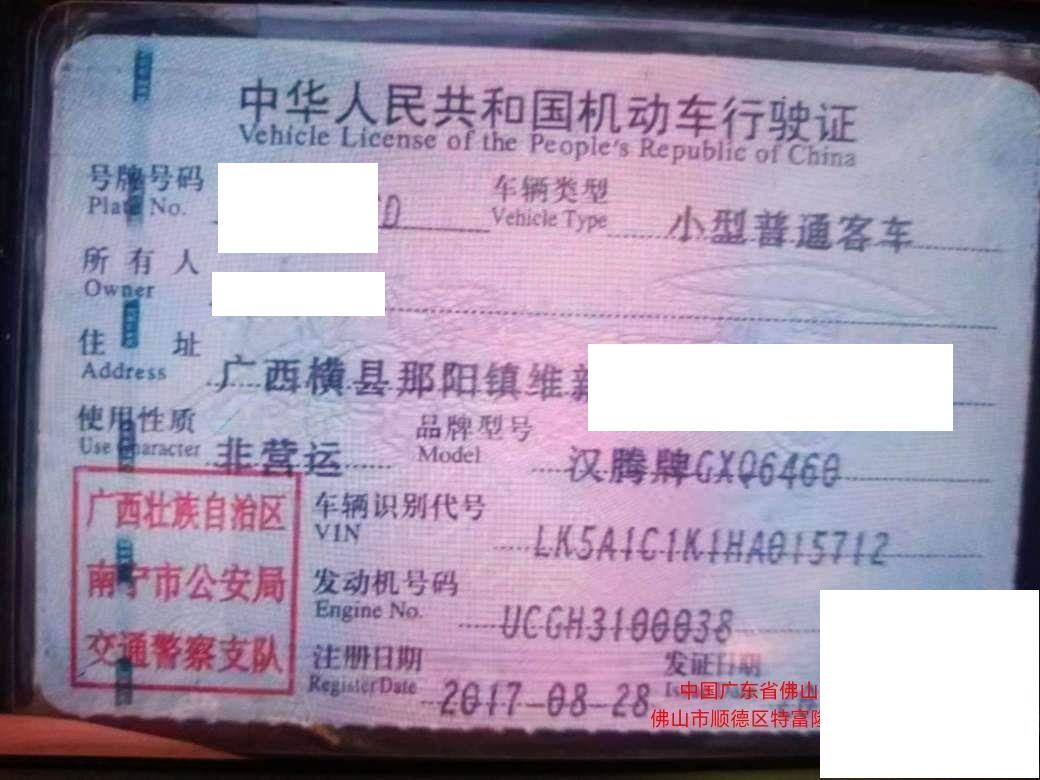 中华人民共和国机动车行驶证
Vehicle License of the People's Republic of China
号牌号码 车辆类型
Plate No. D Vehicle Type 小型普通客车
所有人
Owner
住址
Address 广西横县那阳镇维新
使用性质 品牌型号
Use Character 非营运 Model 汉腾牌GXQ6460
广西壮族自治区
南宁市公安局
交通警察支队
车辆识别代号
VIN LK5A1C1K1HA015712
发动机号码
Engine No. UCGH3100038
注册日期 发证日期
Register Date 2017-08-28
中国广东省佛山
佛山市顺德区特富隆